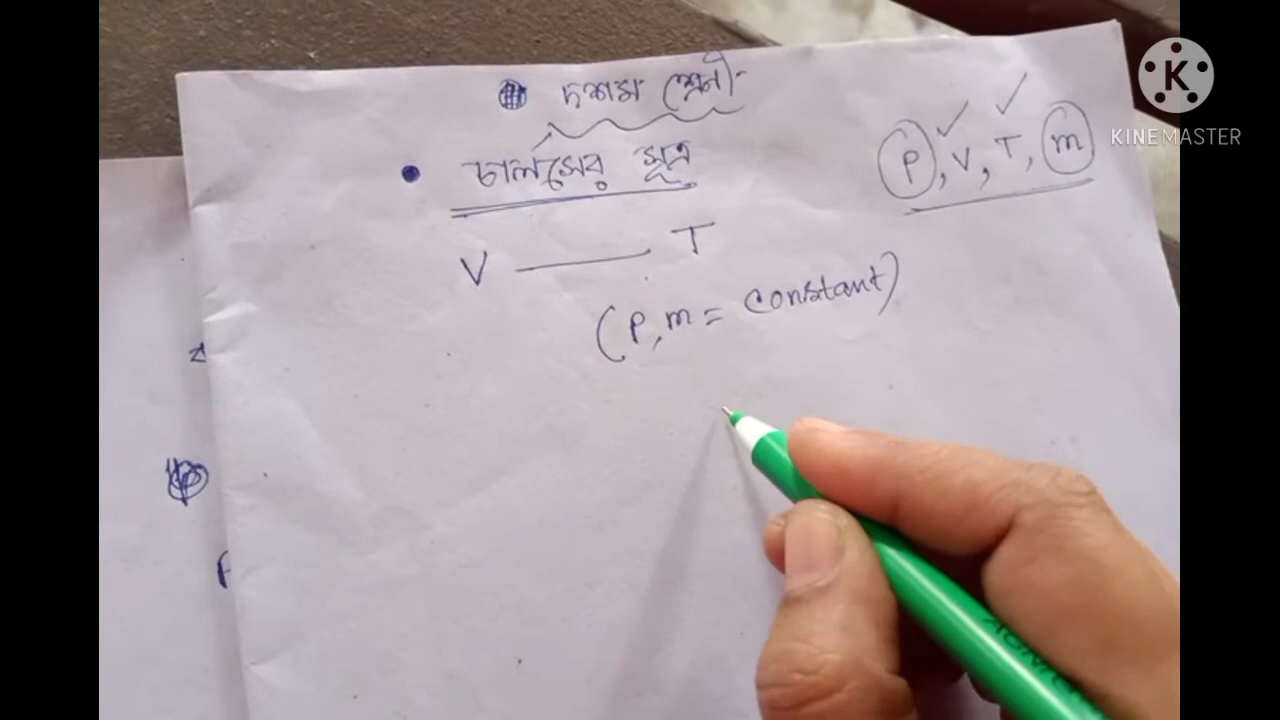 দশম শ্রেনী
চার্লসের সূত্র
P, V, T, m
V —— T
(P, m = constant)
KINEMASTER